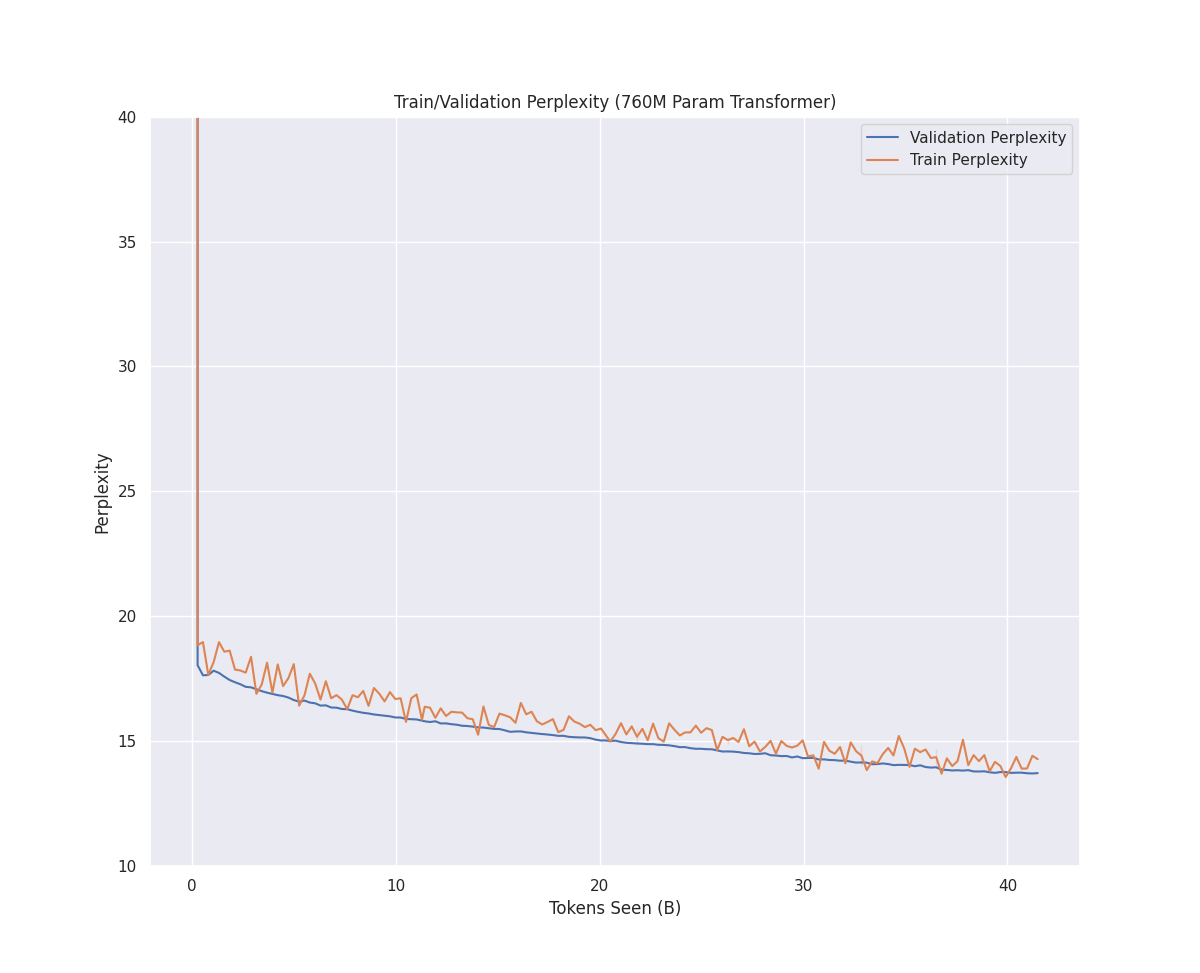 Train/Validation Perplexity (760M Param Transformer)
Validation Perplexity
Train Perplexity
40
35
30
25
20
15
10
Perplexity
0
10
20
30
40
Tokens Seen (B)